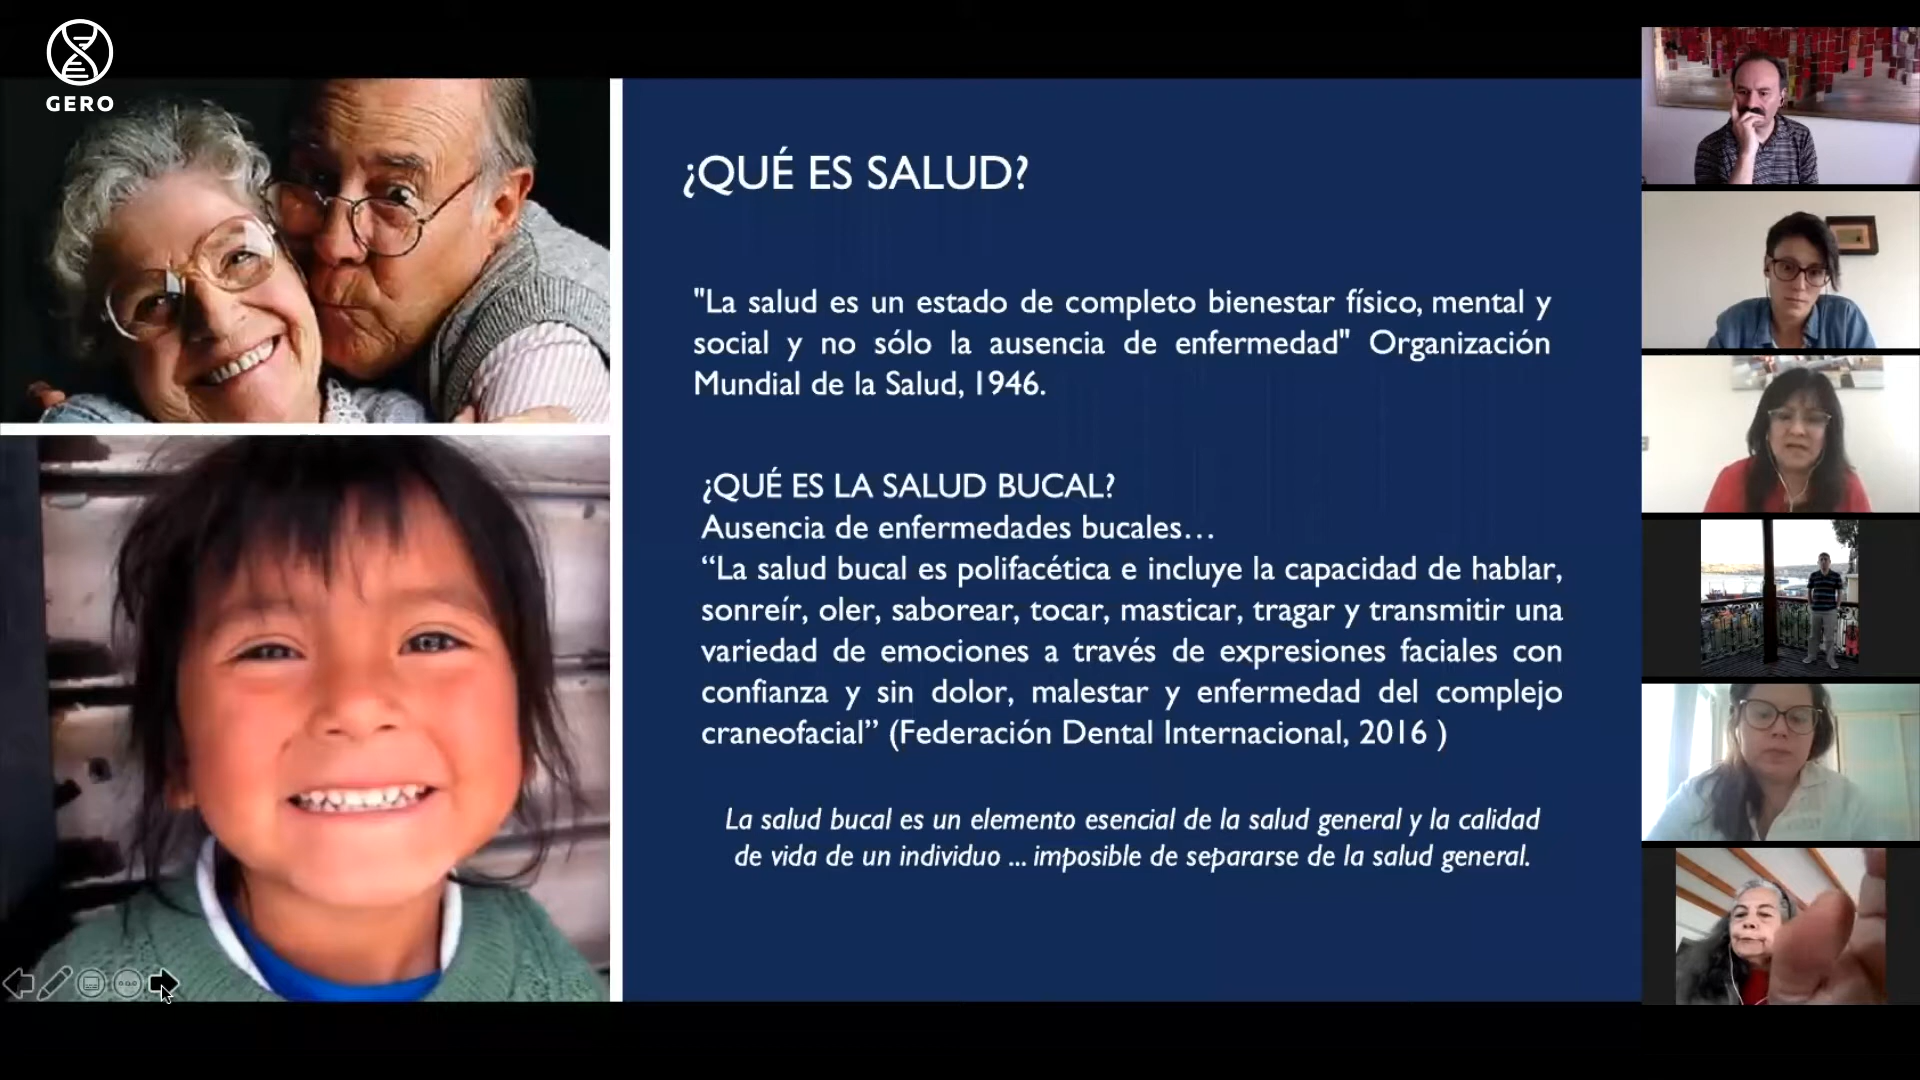 GERO
¿QUÉ ES SALUD?
"La salud es un estado de completo bienestar físico, mental y
social y no sólo la ausencia de enfermedad" Organización
Mundial de la Salud, 1946.
¿QUÉ ES LA SALUD BUCAL?
Ausencia de enfermedades bucales…
“La salud bucal es polifacética e incluye la capacidad de hablar,
sonreír, oler, saborear, tocar, masticar, tragar y transmitir una
variedad de emociones a través de expresiones faciales con
confianza y sin dolor, malestar y enfermedad del complejo
craneofacial” (Federación Dental Internacional, 2016 )
La salud bucal es un elemento esencial de la salud general y la calidad
de vida de un individuo ... imposible de separarse de la salud general.